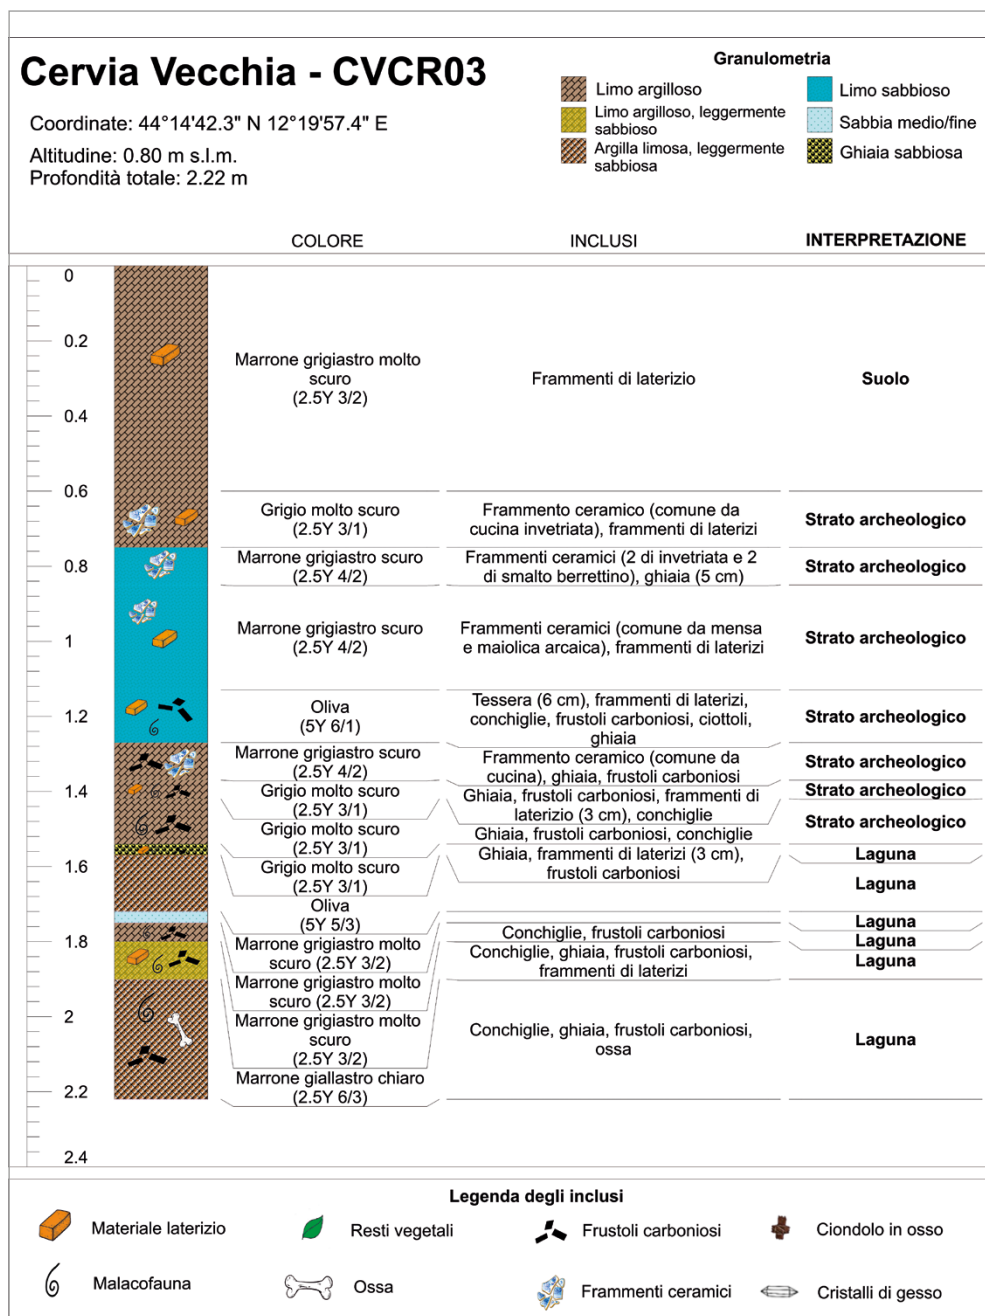 Cervia Vecchia - CVCR03
Coordinate: 44°14'42.3" N 12°19'57.4" E
Altitudine: 0.80 m s.l.m.
Profondità totale: 2.22 m
Granulometria
Limo argilloso
Limo argilloso, leggermente
sabbioso
Argilla limosa, leggermente
sabbiosa
Limo sabbioso
Sabbia medio/fine
Ghiaia sabbiosa
COLORE
INCLUSI
INTERPRETAZIONE
0
0.2
0.4
0.6
0.8
1
1.2
1.4
1.6
1.8
2
2.2
2.4
Marrone grigiastro molto
scuro
(2.5Y 3/2)
Grigio molto scuro
(2.5Y 3/1)
Marrone grigiastro scuro
(2.5Y 4/2)
Marrone grigiastro scuro
(2.5Y 4/2)
Oliva
(5Y 6/1)
Marrone grigiastro scuro
(2.5Y 4/2)
Grigio molto scuro
(2.5Y 3/1)
Grigio molto scuro
(2.5Y 3/1)
Grigio molto scuro
(2.5Y 3/1)
Oliva
(5Y 5/3)
Marrone grigiastro molto
scuro (2.5Y 3/2)
Marrone grigiastro molto
scuro (2.5Y 3/2)
Marrone grigiastro molto
scuro
(2.5Y 3/2)
Marrone giallastro chiaro
(2.5Y 6/3)
Frammenti di laterizio
Frammento ceramico (comune da
cucina invetriata), frammenti di laterizi
Frammenti ceramici (2 di invetriata e 2
di smalto berrettino), ghiaia (5 cm)
Frammenti ceramici (comune da mensa
e maiolica arcaica), frammenti di laterizi
Tessera (6 cm), frammenti di laterizi,
conchiglie, frustoli carboniosi, ciottoli,
ghiaia
Frammento ceramico (comune da
cucina), ghiaia, frustoli carboniosi
Ghiaia, frustoli carboniosi, frammenti di
laterizio (3 cm), conchiglie
Ghiaia, frustoli carboniosi, conchiglie
Ghiaia, frammenti di laterizi (3 cm),
frustoli carboniosi
Conchiglie, frustoli carboniosi
Conchiglie, ghiaia, frustoli carboniosi,
frammenti di laterizi
Conchiglie, ghiaia, frustoli carboniosi,
ossa
Suolo
Strato archeologico
Strato archeologico
Strato archeologico
Strato archeologico
Strato archeologico
Strato archeologico
Strato archeologico
Laguna
Laguna
Laguna
Laguna
Laguna
Laguna
Legenda degli inclusi
Materiale laterizio
Resti vegetali
Frustoli carboniosi
Ciondolo in osso
Malacofauna
Ossa
Frammenti ceramici
Cristalli di gesso